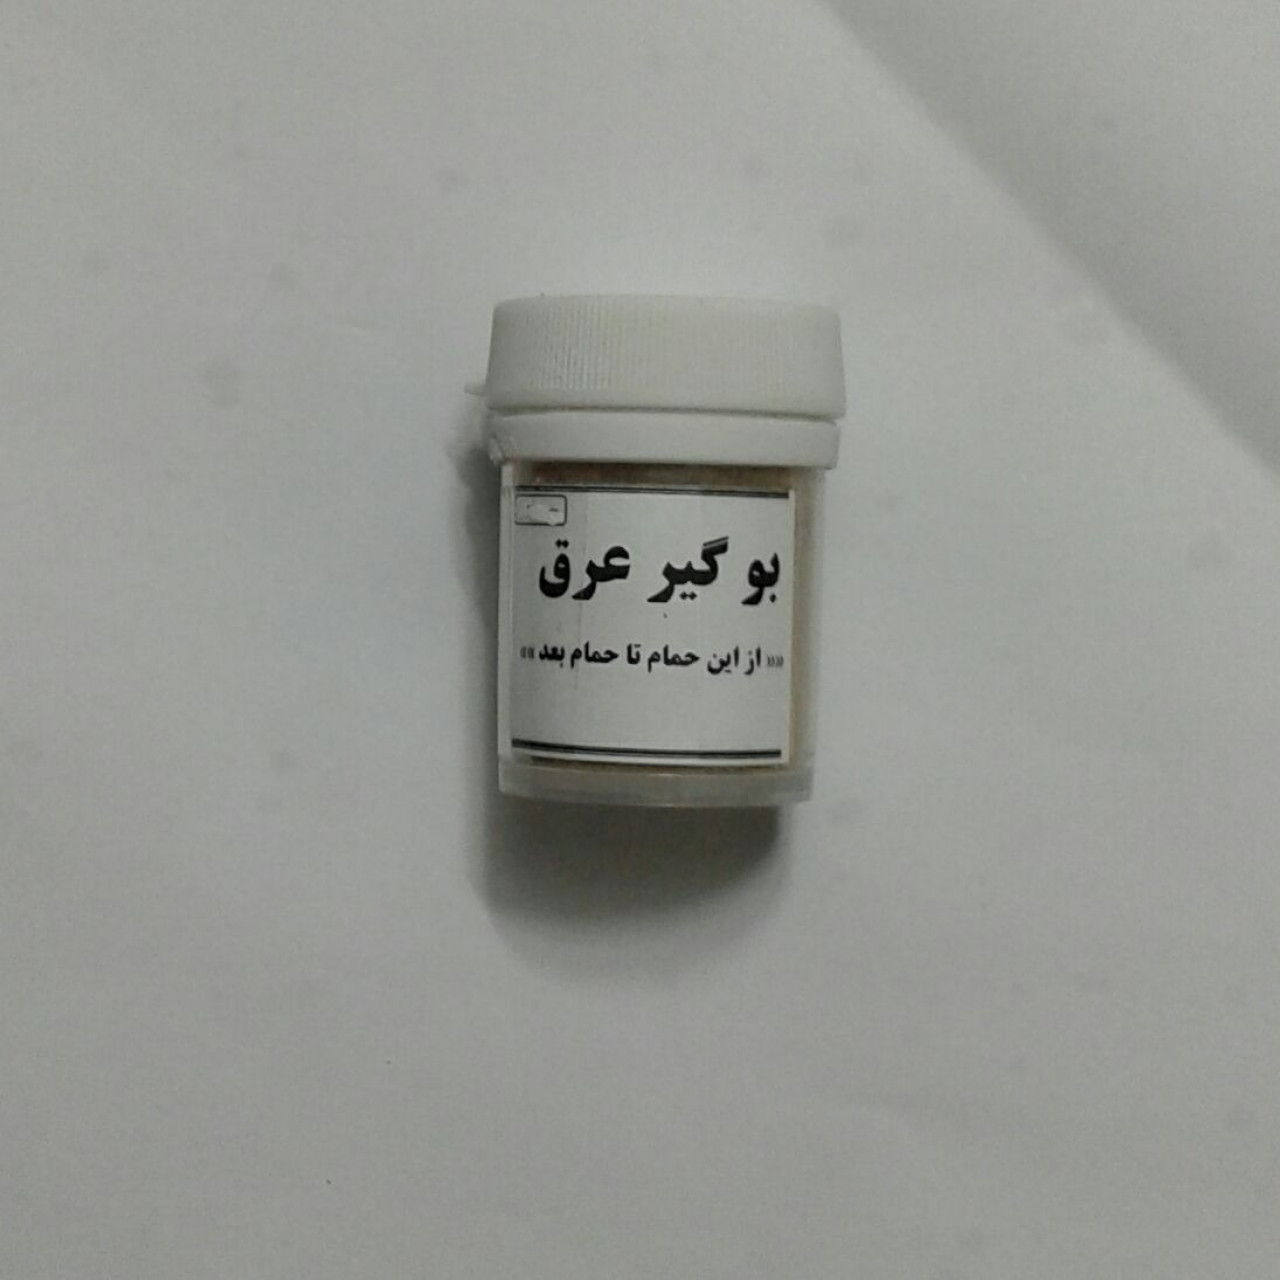 بو گیر عرق
«« از این حمام تا حمام بعد »»